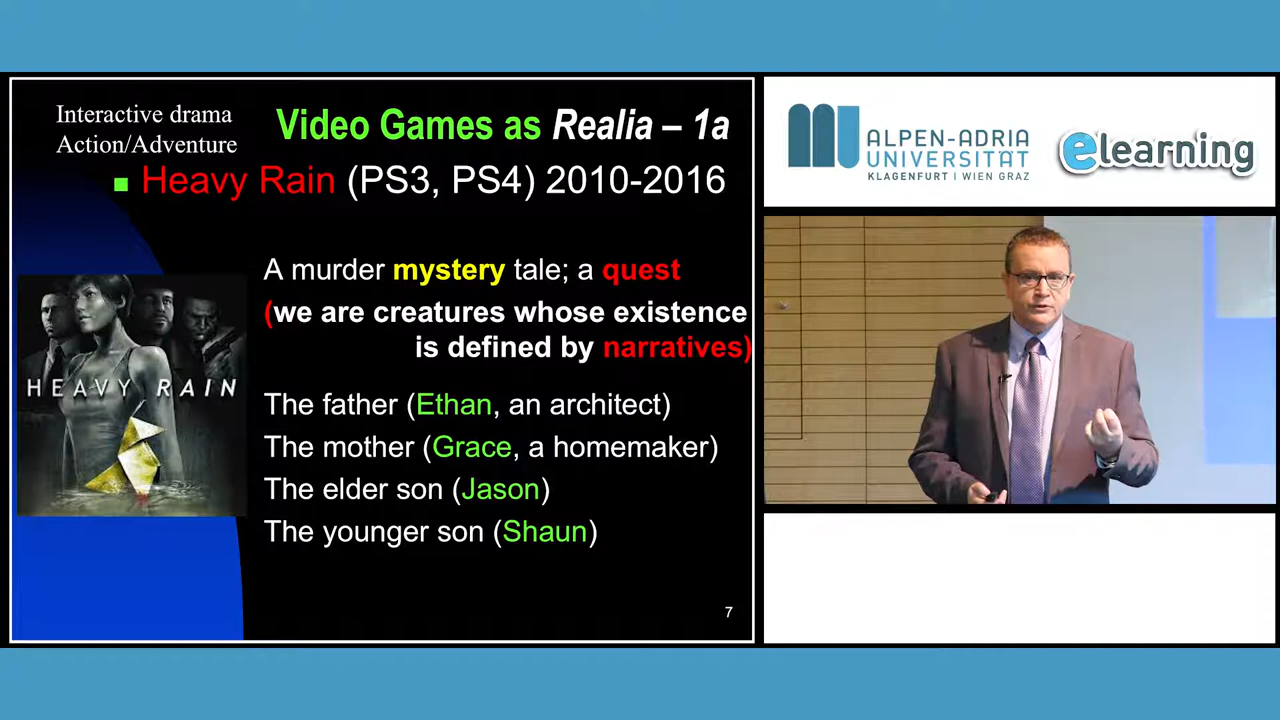 Interactive drama
Action/Adventure
Video Games as Realia – 1a
Heavy Rain (PS3, PS4) 2010-2016
A murder mystery tale; a quest
(we are creatures whose existence
is defined by narratives)
HEAVY RAIN
The father (Ethan, an architect)
The mother (Grace, a homemaker)
The elder son (Jason)
The younger son (Shaun)
7
ALPEN-ADRIA
UNIVERSITÄT
KLAGENFURT I WIEN GRAZ
elearning